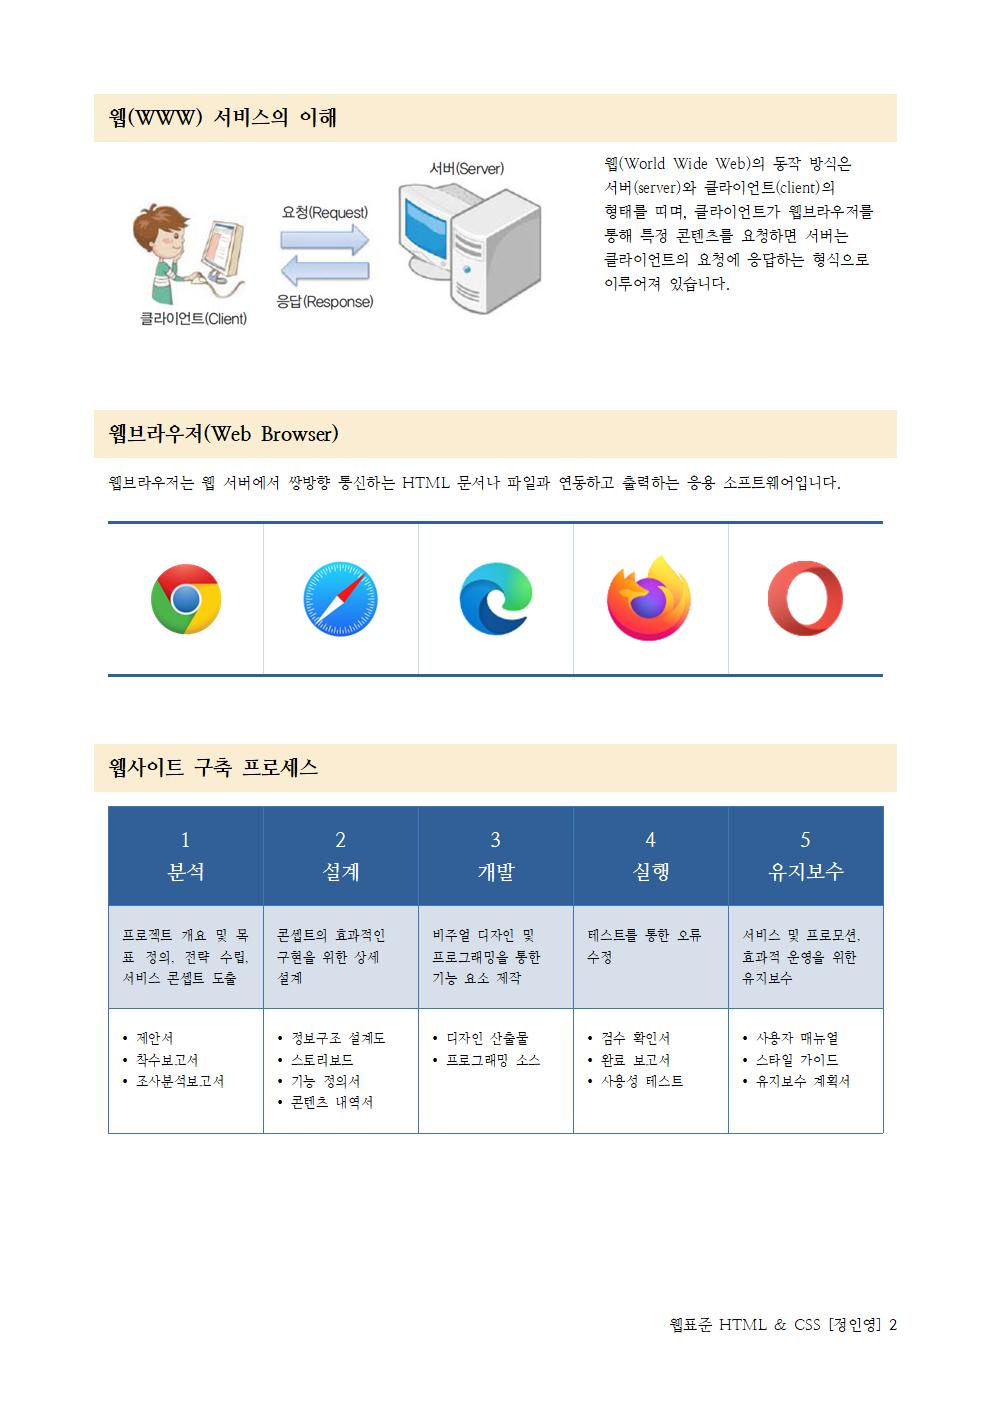 웹(WWW) 서비스의 이해
서버(Server)
요청(Request)
응답(Response)
클라이언트(Client)
웹(World Wide Web)의 동작 방식은
서버(server)와 클라이언트(client)의
형태를 띠며, 클라이언트가 웹브라우저를
통해 특정 콘텐츠를 요청하면 서버는
클라이언트의 요청에 응답하는 형식으로
이루어져 있습니다.
웹브라우저(Web Browser)
웹브라우저는 웹 서버에서 쌍방향 통신하는 HTML 문서나 파일과 연동하고 출력하는 응용 소프트웨어입니다.
웹사이트 구축 프로세스
1
분석
2
설계
3
개발
4
실행
5
유지보수
프로젝트 개요 및 목
표 정의, 전략 수립,
서비스 콘셉트 도출
콘셉트의 효과적인
구현을 위한 상세
설계
비주얼 디자인 및
프로그래밍을 통한
기능 요소 제작
테스트를 통한 오류
수정
서비스 및 프로모션,
효과적 운영을 위한
유지보수
• 제안서
• 착수보고서
• 조사분석보고서
• 정보구조 설계도
• 스토리보드
• 기능 정의서
• 콘텐츠 내역서
• 디자인 산출물
• 프로그래밍 소스
• 검수 확인서
• 완료 보고서
• 사용성 테스트
• 사용자 매뉴얼
• 스타일 가이드
• 유지보수 계획서
웹표준 HTML & CSS [정인영] 2